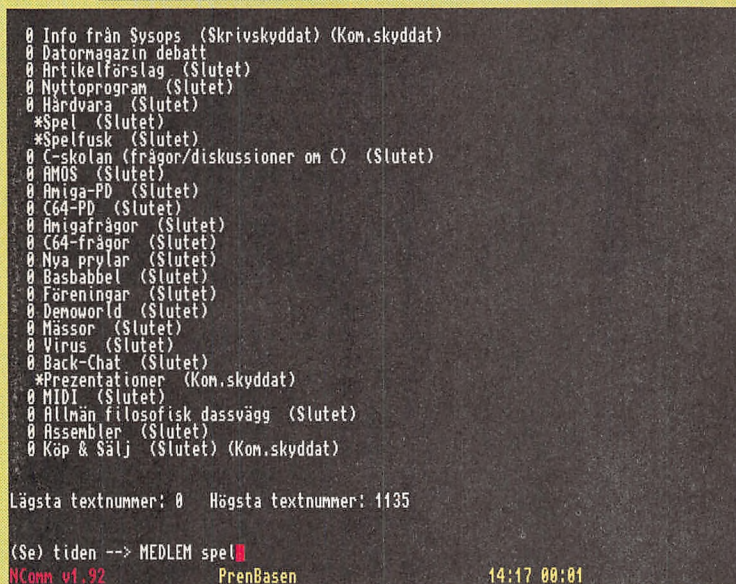 0 Info från Sysops (Skrivskyddat) (Kom.skyddat)
0 Datormagazin debatt
0 Artikelförslag (Slutet)
0 Nyttoprogram (Slutet)
0 Hårdvara (Slutet)
*Spel (Slutet)
*Spelfusk (Slutet)
0 C-skolan (frågor/diskussioner om C) (Slutet)
0 AMOS (Slutet)
0 Amiga-PD (Slutet)
0 C64-PD (Slutet)
0 Amigafrågor (Slutet)
0 C64-frågor (Slutet)
0 Nya prylar (Slutet)
0 Basbabbel (Slutet)
0 Föreningar (Slutet)
0 Demoworld (Slutet)
0 Mässor (Slutet)
0 Virus (Slutet)
0 Back-Chat (Slutet)
*Prezentationer (Kom.skyddat)
0 MIDI (Slutet)
0 Allmän filosofisk dassvägg (Slutet)
0 Assembler (Slutet)
0 Köp & Sälj (Slutet) (Kom.skyddat)
Lägsta textnummer: 0 Högsta textnummer: 1135
(Se) tiden --> MEDLEM spel
NComm v1.92 PrenBasen 14:17 00:01